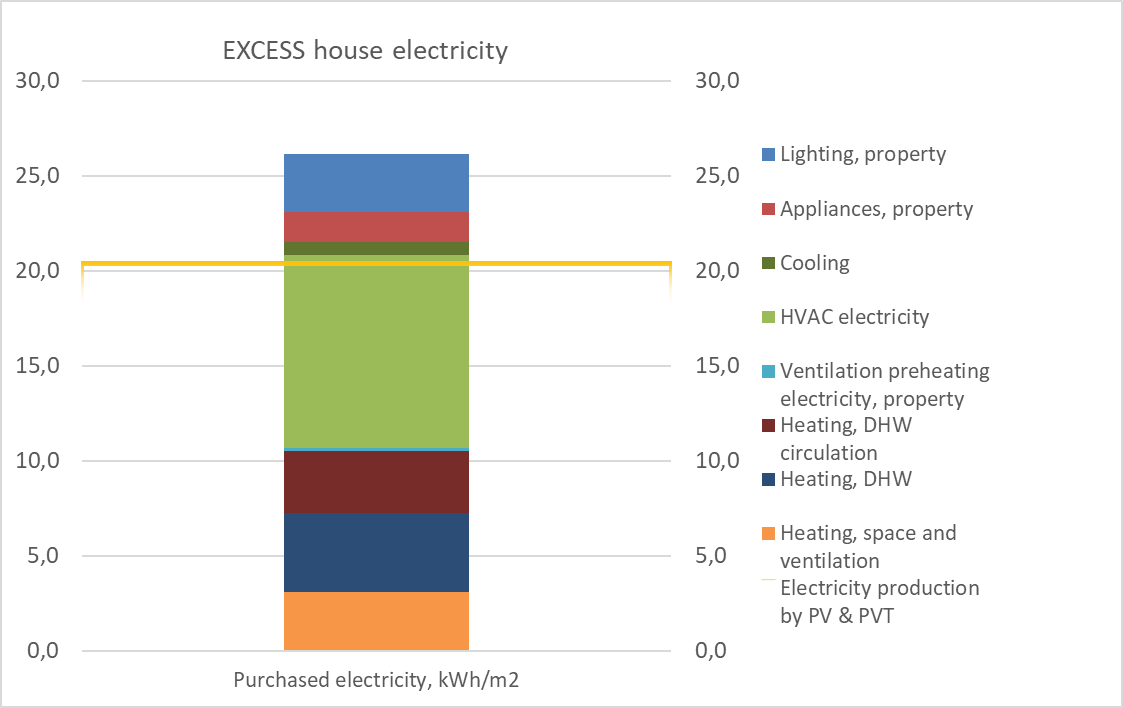 EXCESS house electricity
30,0
25,0
20,0
15,0
10,0
5,0
0,0
30,0
25,0
20,0
15,0
10,0
5,0
0,0
Purchased electricity, kWh/m2
Lighting, property
Appliances, property
Cooling
HVAC electricity
Ventilation preheating
electricity, property
Heating, DHW
circulation
Heating, DHW
Heating, space and
ventilation
Electricity production
by PV & PVT